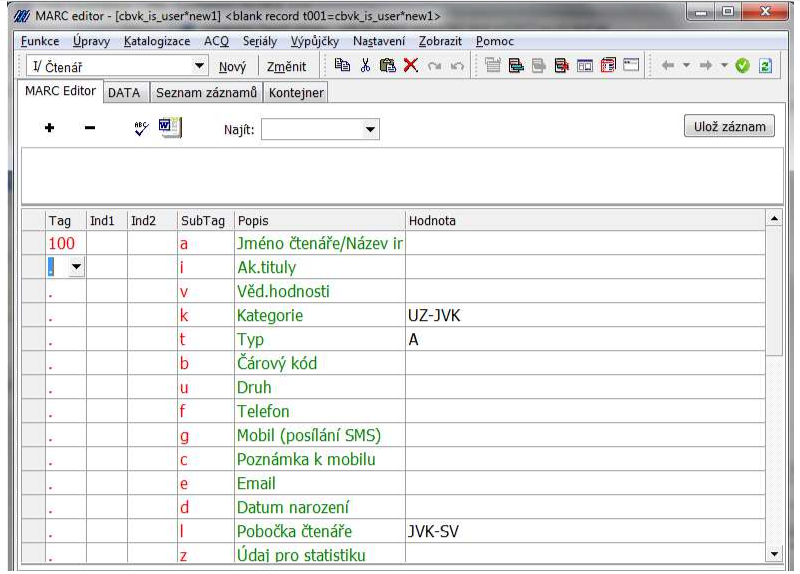 MARC editor - [cbvk_is_user*new1] <blank record t001=cbvk_is_user*new1>
Funkce Úpravy Katalogizace ACQ Seriály Výpůjčky Nastavení Zobrazit Pomoc
1/ Čtenář Nový Změnit
MARC Editor DATA Seznam záznamů Kontejner
+ - ABC W Najít: Ulož záznam
Tag Ind1 Ind2 SubTag Popis Hodnota
100 a Jméno čtenáře/Název ir
. i Ak.tituly
. v Věd.hodnosti
. k Kategorie UZ-JVK
. t Typ A
. b Čárový kód
. u Druh
. f Telefon
. g Mobil (posílání SMS)
. c Poznámka k mobilu
. e Email
. d Datum narození
. l Pobočka čtenáře JVK-SV
. z Údaj pro statistiku